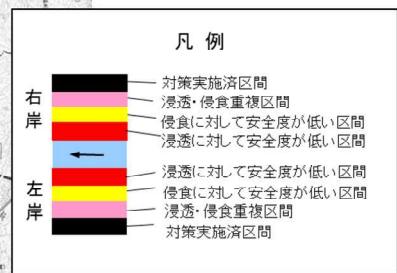 凡 例
右岸
対策実施済区間
浸透・侵食重複区間
侵食に対して安全度が低い区間
浸透に対して安全度が低い区間
左岸
浸透に対して安全度が低い区間
侵食に対して安全度が低い区間
浸透・侵食重複区間
対策実施済区間